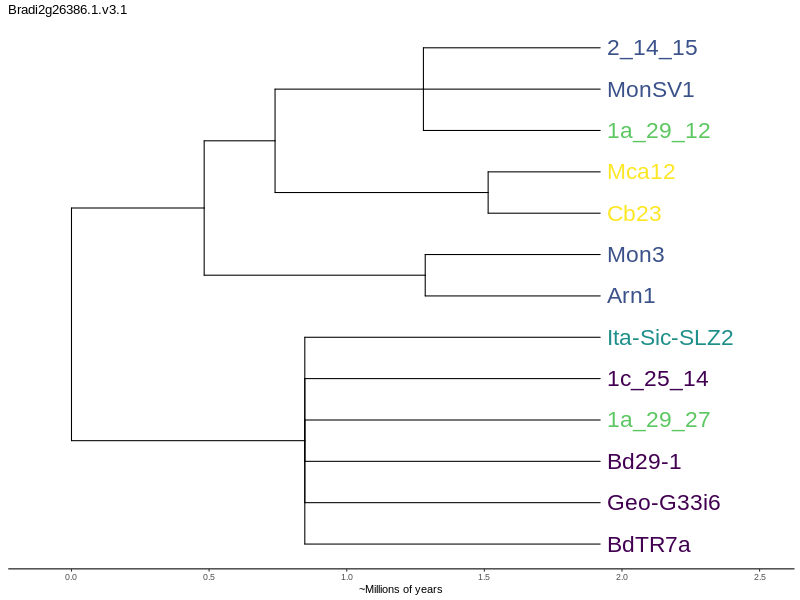 Bradi2g26386.1.v3.1
2_14_15
MonSV1
1a_29_12
Mca12
Cb23
Mon3
Arn1
Ita-Sic-SLZ2
1c_25_14
1a_29_27
Bd29-1
Geo-G33i6
BdTR7a
0.0 0.5 1.0 1.5 2.0 2.5
~Millions of years